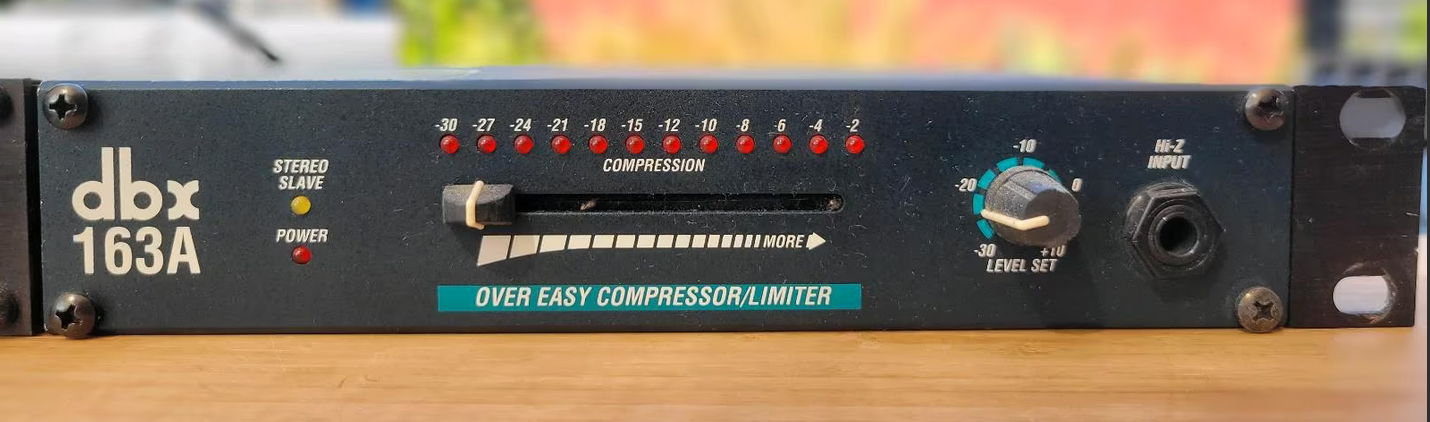 dbx
163A
STEREO
SLAVE
POWER
-30 -27 -24 -21 -18 -15 -12 -10 -8 -6 -4 -2
COMPRESSION
MORE
OVER EASY COMPRESSOR/LIMITER
-10
-20 0
-30 +10
LEVEL SET
Hi-Z
INPUT